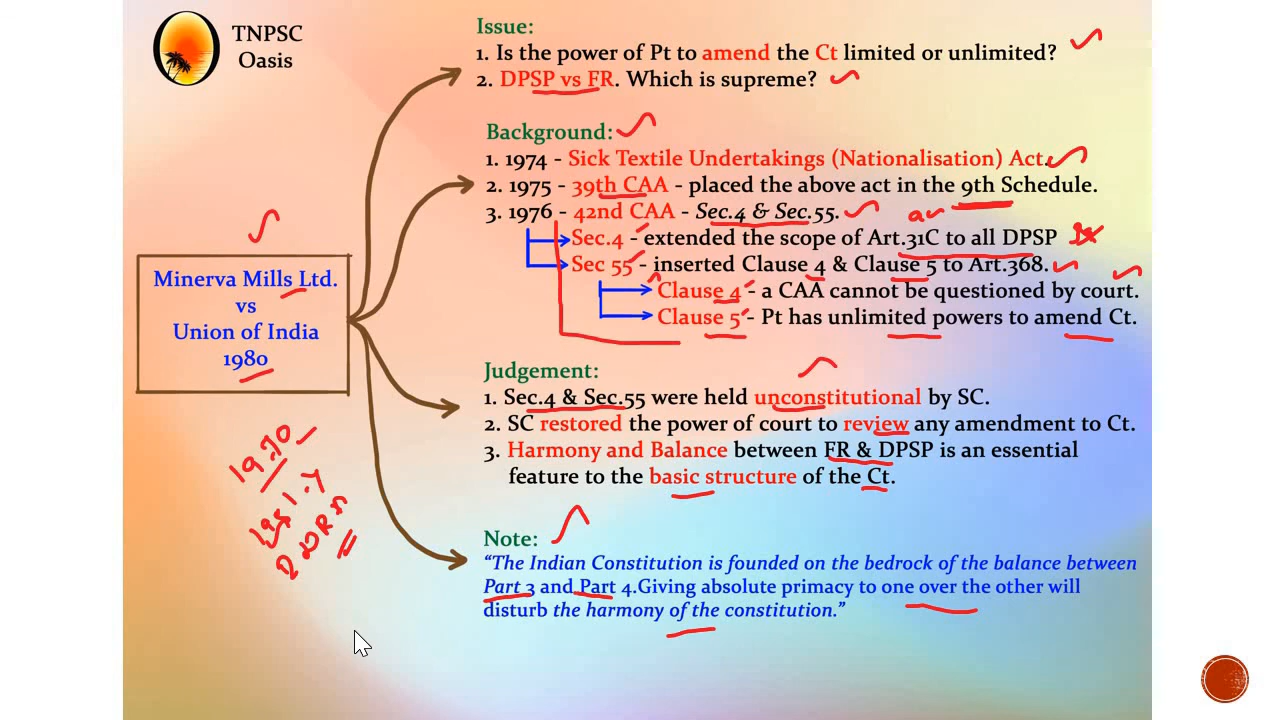 TNPSC
Oasis
Issue:
1. Is the power of Pt to amend the Ct limited or unlimited?
2. DPSP vs FR. Which is supreme?
Background:
1. 1974 - Sick Textile Undertakings (Nationalisation) Act.
2. 1975 - 39th CAA - placed the above act in the 9th Schedule.
3. 1976 - 42nd CAA - Sec.4 & Sec.55.
Sec.4 - extended the scope of Art.31C to all DPSP
Sec 55 - inserted Clause 4 & Clause 5 to Art.368.
Clause 4 - a CAA cannot be questioned by court.
Clause 5 - Pt has unlimited powers to amend Ct.
Minerva Mills Ltd.
vs
Union of India
1980
Judgement:
1. Sec.4 & Sec.55 were held unconstitutional by SC.
2. SC restored the power of court to review any amendment to Ct.
3. Harmony and Balance between FR & DPSP is an essential
feature to the basic structure of the Ct.
1970
Note:
“The Indian Constitution is founded on the bedrock of the balance between
Part 3 and Part 4.Giving absolute primacy to one over the other will
disturb the harmony of the constitution.”